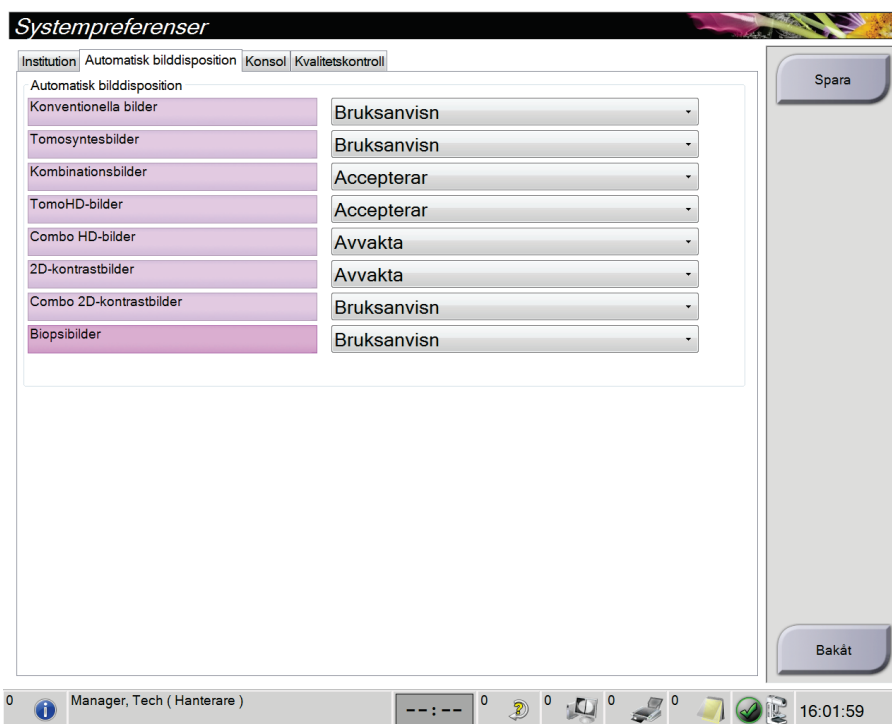 Systempreferenser
Institution Automatisk bilddisposition Konsol Kvalitetskontroll
Automatisk bilddisposition
Konventionella bilder Bruksanvisn
Tomosyntesbilder Bruksanvisn
Kombinationsbilder Accepterar
TomoHD-bilder Accepterar
Combo HD-bilder Avvakta
2D-kontrastbilder Avvakta
Combo 2D-kontrastbilder Bruksanvisn
Biopsibilder Bruksanvisn
Spara
Bakåt
0 Manager, Tech ( Hanterare ) --:-- 0 0 0 0 16:01:59